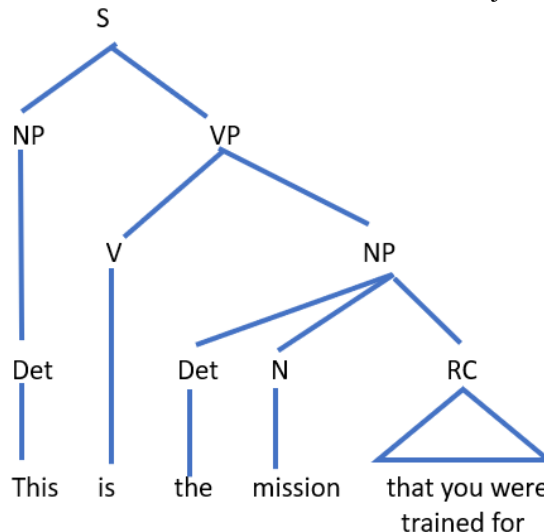 S
NP VP
V NP
Det Det N RC
This is the mission that you were
trained for